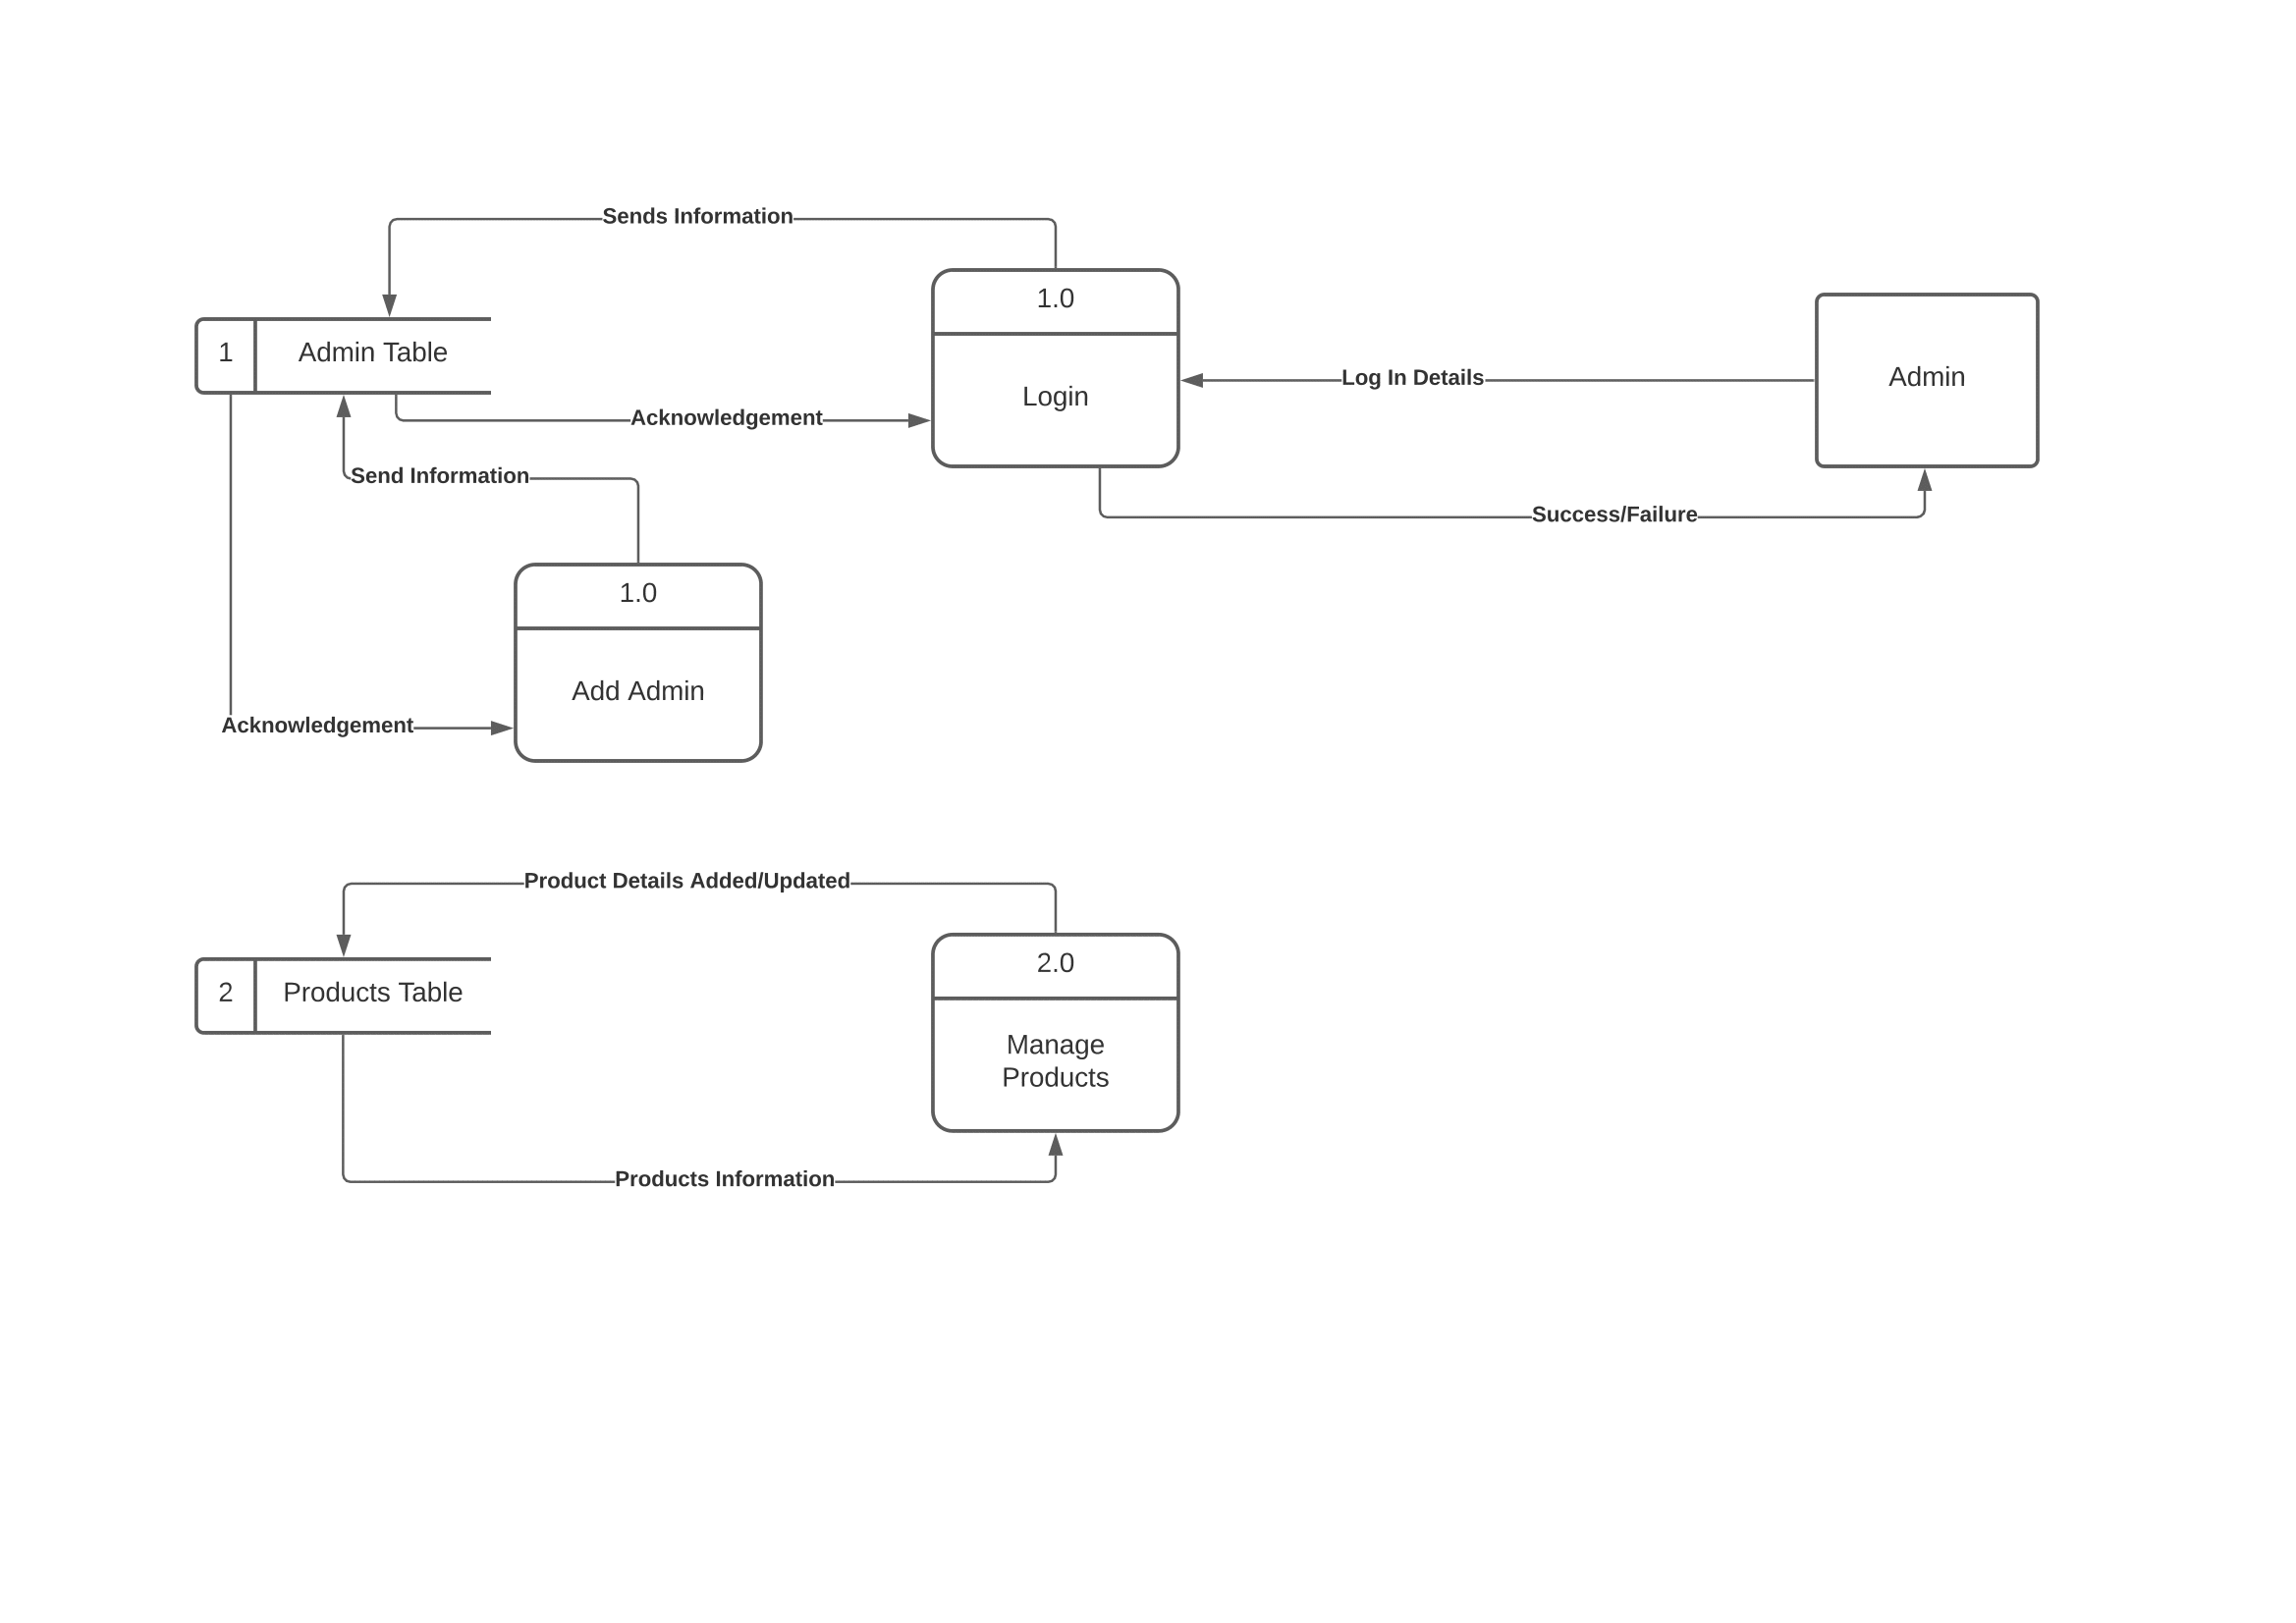 Sends Information
1.0
1
Admin Table
Login
Log In Details
Admin
Acknowledgement
Send Information
Success/Failure
1.0
Add Admin
Acknowledgement
Product Details Added/Updated
2.0
2
Products Table
Manage
Products
Products Information